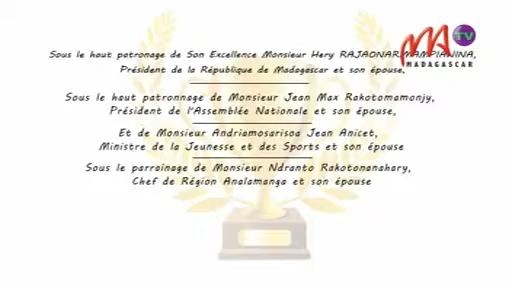 MA TV
MADAGASCAR
Sous le haut patronage de Son Excellence Monsieur Hery RAJAONARIMAMPIANINA,
Président de la République de Madagascar et son épouse,
Sous le haut patronnage de Monsieur Jean Max Rakotomamonjy,
Président de l'Assemblée Nationale et son épouse,
Et de Monsieur Andriamosarisoa Jean Anicet,
Ministre de la Jeunesse et des Sports et son épouse
Sous le parrainage de Monsieur Ndranto Rakotonanahary,
Chef de Région Analamanga et son épouse